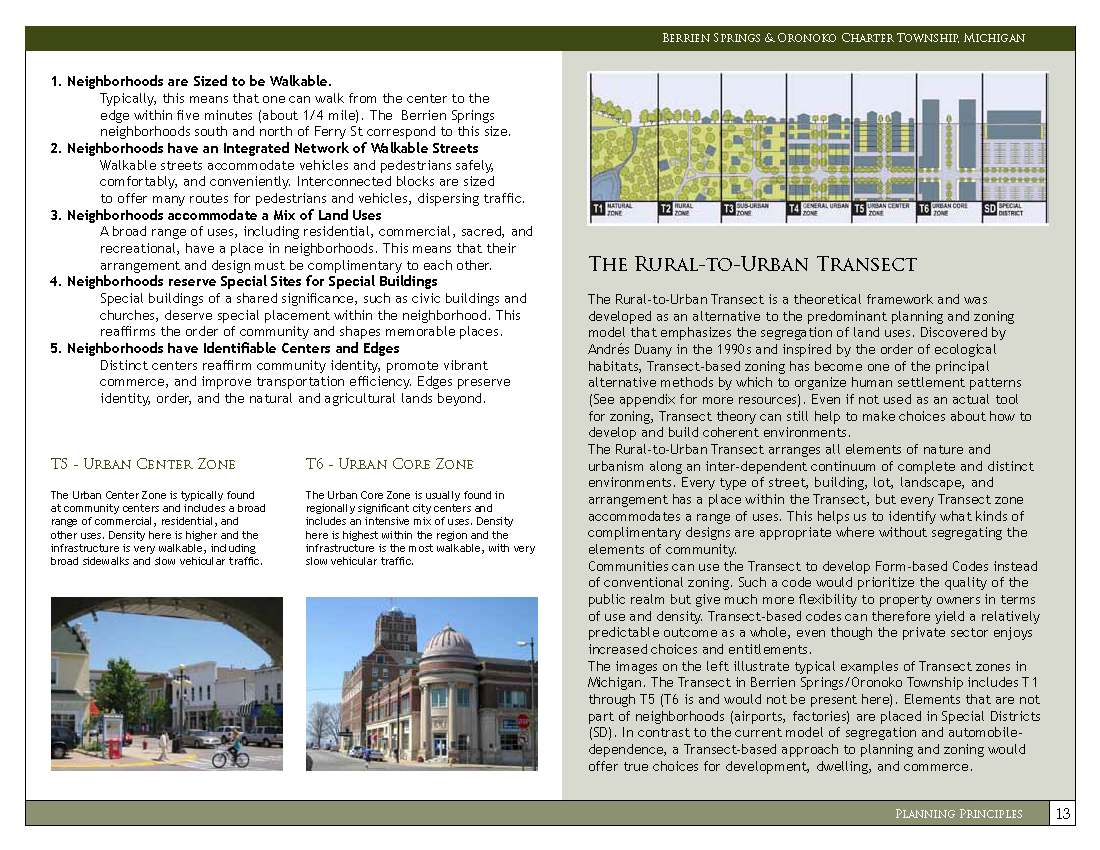 Berrien Springs & Oronoko Charter Township, Michigan
1. Neighborhoods are Sized to be Walkable.
Typically, this means that one can walk from the center to the
edge within five minutes (about 1/4 mile). The Berrien Springs
neighborhoods south and north of Ferry St correspond to this size.
2. Neighborhoods have an Integrated Network of Walkable Streets
Walkable streets accommodate vehicles and pedestrians safely,
comfortably, and conveniently. Interconnected blocks are sized
to offer many routes for pedestrians and vehicles, dispersing traffic.
3. Neighborhoods accommodate a Mix of Land Uses
A broad range of uses, including residential, commercial, sacred, and
recreational, have a place in neighborhoods. This means that their
arrangement and design must be complimentary to each other.
4. Neighborhoods reserve Special Sites for Special Buildings
Special buildings of a shared significance, such as civic buildings and
churches, deserve special placement within the neighborhood. This
reaffirms the order of community and shapes memorable places.
5. Neighborhoods have Identifiable Centers and Edges
Distinct centers reaffirm community identity, promote vibrant
commerce, and improve transportation efficiency. Edges preserve
identity, order, and the natural and agricultural lands beyond.
T5 - Urban Center Zone
The Urban Center Zone is typically found
at community centers and includes a broad
range of commercial, residential, and
other uses. Density here is higher and the
infrastructure is very walkable, including
broad sidewalks and slow vehicular traffic.
T6 - Urban Core Zone
The Urban Core Zone is usually found in
regionally significant city centers and
includes an intensive mix of uses. Density
here is highest within the region and the
infrastructure is the most walkable, with very
slow vehicular traffic.
STOP
T1 NATURAL ZONE
T2 RURAL ZONE
T3 SUB-URBAN ZONE
T4 GENERAL URBAN ZONE
T5 URBAN CENTER ZONE
T6 URBAN CORE ZONE
SD SPECIAL DISTRICT
The Rural-to-Urban Transect
The Rural-to-Urban Transect is a theoretical framework and was
developed as an alternative to the predominant planning and zoning
model that emphasizes the segregation of land uses. Discovered by
Andrés Duany in the 1990s and inspired by the order of ecological
habitats, Transect-based zoning has become one of the principal
alternative methods by which to organize human settlement patterns
(See appendix for more resources). Even if not used as an actual tool
for zoning, Transect theory can still help to make choices about how to
develop and build coherent environments.
The Rural-to-Urban Transect arranges all elements of nature and
urbanism along an inter-dependent continuum of complete and distinct
environments. Every type of street, building, lot, landscape, and
arrangement has a place within the Transect, but every Transect zone
accommodates a range of uses. This helps us to identify what kinds of
complimentary designs are appropriate where without segregating the
elements of community.
Communities can use the Transect to develop Form-based Codes instead
of conventional zoning. Such a code would prioritize the quality of the
public realm but give much more flexibility to property owners in terms
of use and density. Transect-based codes can therefore yield a relatively
predictable outcome as a whole, even though the private sector enjoys
increased choices and entitlements.
The images on the left illustrate typical examples of Transect zones in
Michigan. The Transect in Berrien Springs/Oronoko Township includes T1
through T5 (T6 is and would not be present here). Elements that are not
part of neighborhoods (airports, factories) are placed in Special Districts
(SD). In contrast to the current model of segregation and automobile-
dependence, a Transect-based approach to planning and zoning would
offer true choices for development, dwelling, and commerce.
Planning Principles
13